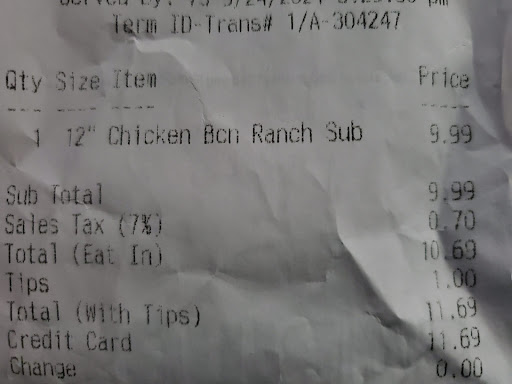 Term ID-Trans# 1/A-304247
Qty Size Item Price
--- ---- ---- -----
1 12" Chicken Bcn Ranch Sub 9.99
Sub Total 9.99
Sales Tax (7%) 0.70
Total (Eat In) 10.69
Tips 1.00
Total (With Tips) 11.69
Credit Card 11.69
Change 0.00